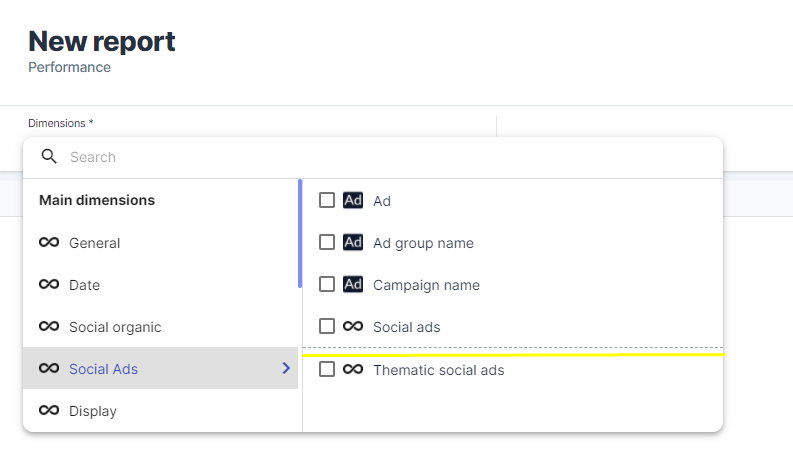 New report
Performance
Dimensions *
Search
Main dimensions
General
Date
Social organic
Social Ads
Display
Ad Ad
Ad Ad group name
Ad Campaign name
Social ads
Thematic social ads